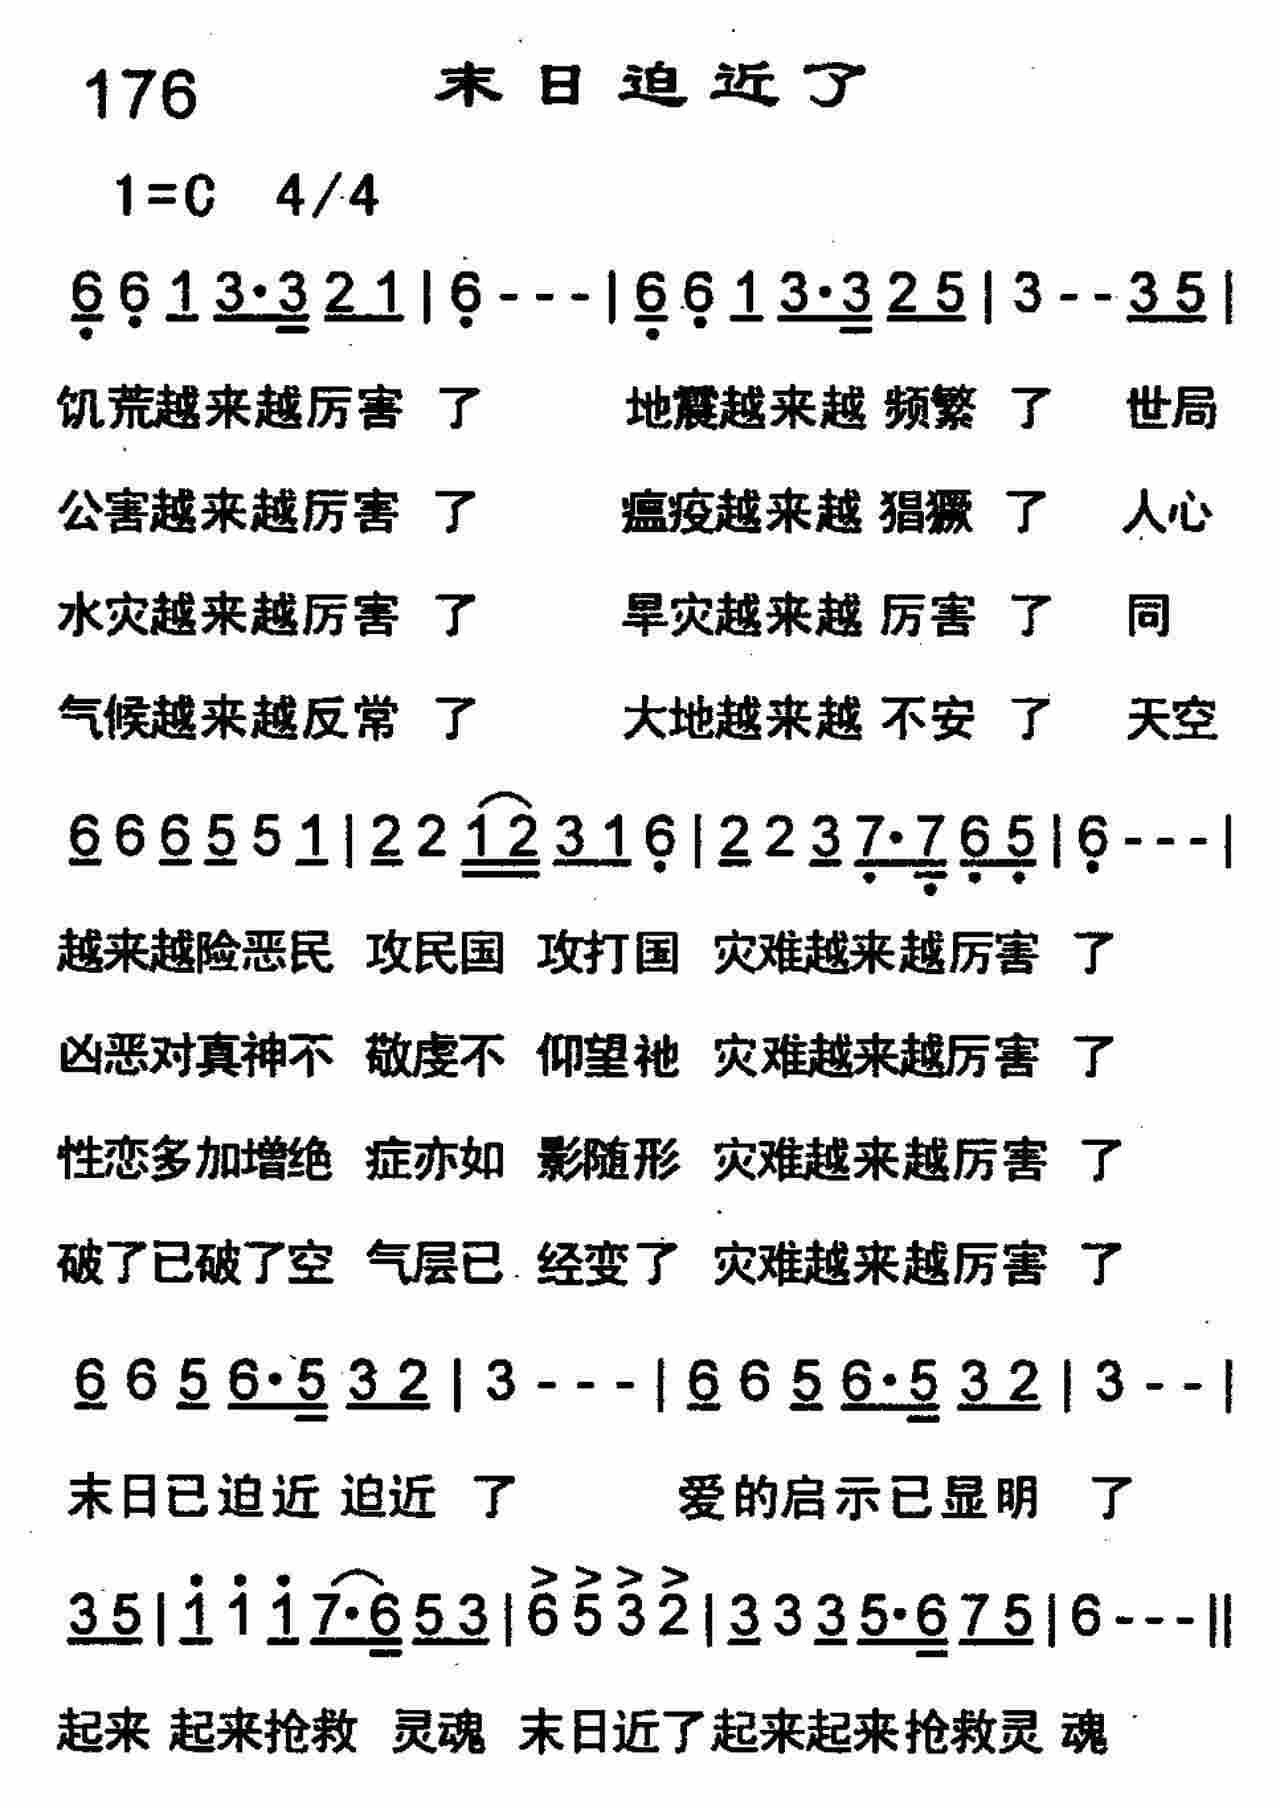 176 末日迫近了
1=C 4/4
6 6 1 3·3 2 1 | 6 - - - | 6 6 1 3·3 2 5 | 3 - - 3 5 |
饥荒越来越厉害 了 地震越来越 频繁 了 世局
公害越来越厉害 了 瘟疫越来越 猖獗 了 人心
水灾越来越厉害 了 旱灾越来越 厉害 了 同
气候越来越反常 了 大地越来越 不安 了 天空
6 6 6 5 5 1 | 2 2 1 2 3 1 6 | 2 2 3 7·7 6 5 | 6 - - - |
越来越险恶民 攻民国 攻打国 灾难越来越厉害 了
凶恶对真神不 敬虔不 仰望祂 灾难越来越厉害 了
性恋多加增绝 症亦如 影随形 灾难越来越厉害 了
破了已破了空 气层已 经变了 灾难越来越厉害 了
6 6 5 6·5 3 2 | 3 - - - | 6 6 5 6·5 3 2 | 3 - - |
末日已迫近 迫近 了 爱的启示已显明 了
3 5 | 1 1 1 7·6 5 3 | 6 5 3 2 | 3 3 3 5·6 7 5 | 6 - - - ||
起来 起来抢救 灵魂 末日近了起来起来抢救灵 魂